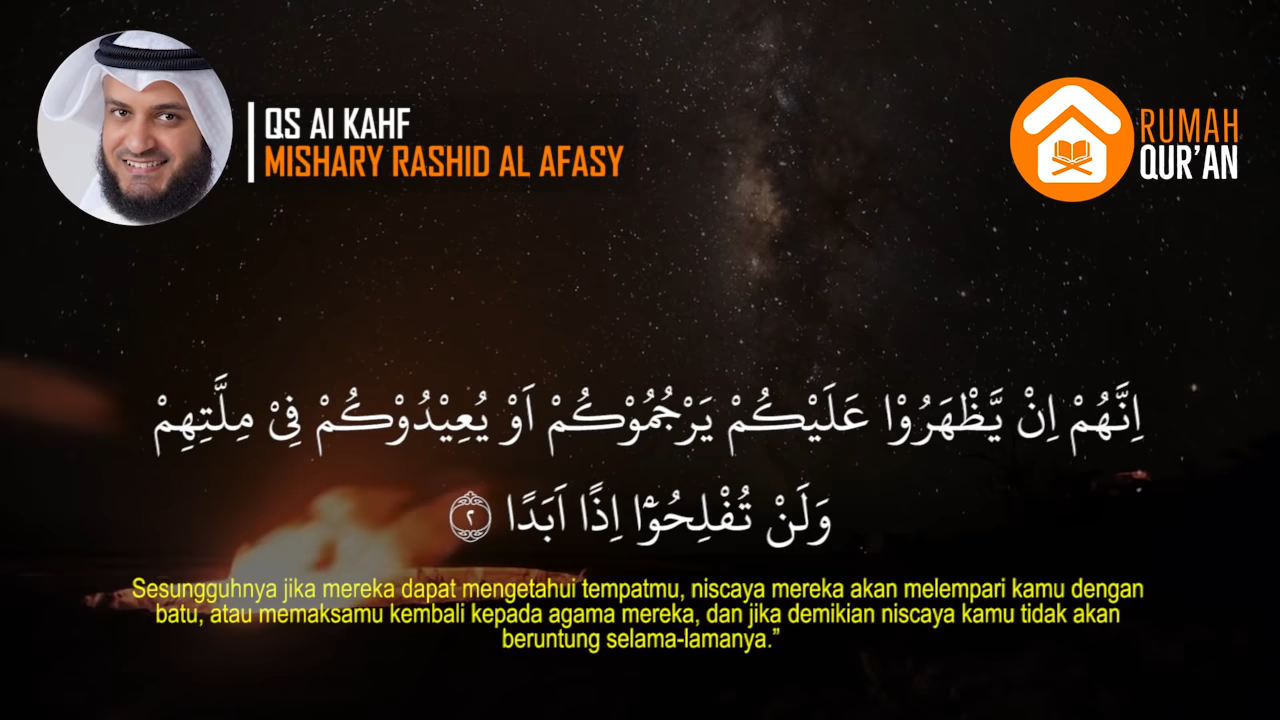 QS Al KAHF
MISHARY RASHID AL AFASY
RUMAH
QUR'AN
اِنَّهُمْ اِنْ يَّظْهَرُوْا عَلَيْكُمْ يَرْجُمُوْكُمْ اَوْ يُعِيْدُوْكُمْ فِيْ مِلَّتِهِمْ
وَلَنْ تُفْلِحُوْٓا اِذًا اَبَدًا ٢
Sesungguhnya jika mereka dapat mengetahui tempatmu, niscaya mereka akan melempari kamu dengan
batu, atau memaksamu kembali kepada agama mereka, dan jika demikian niscaya kamu tidak akan
beruntung selama-lamanya.”